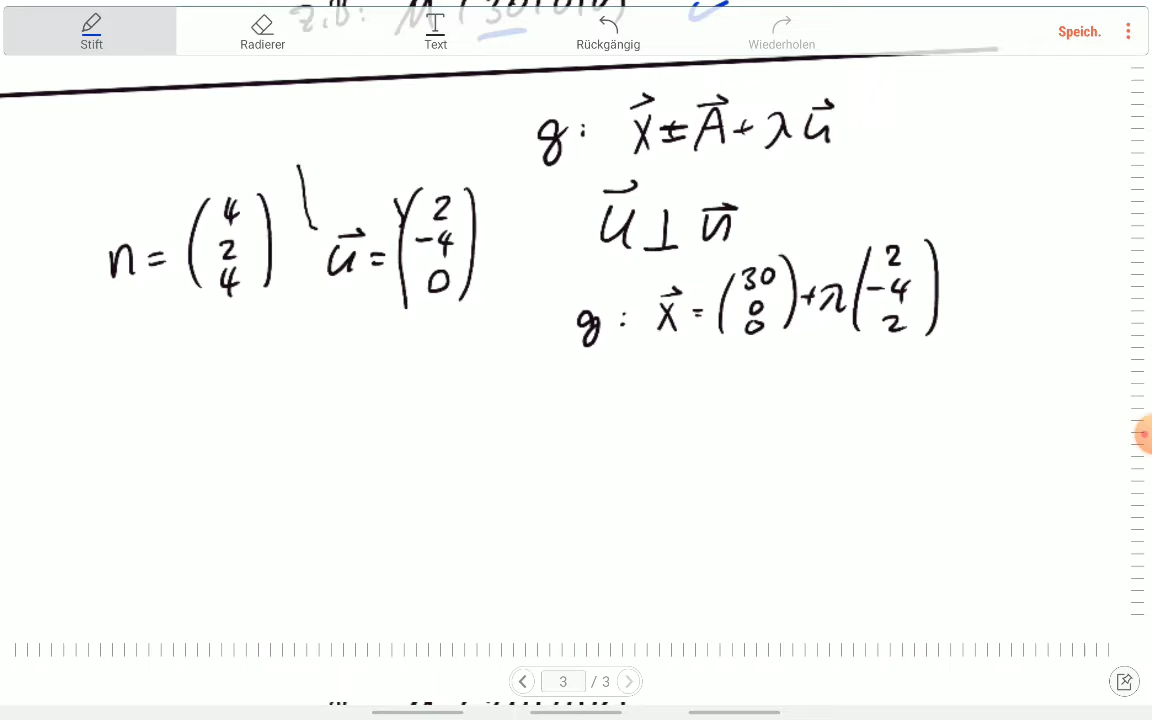 z.B:
Stift
Radierer
Text
Rückgängig
Wiederholen
Speich.
g: x⃗ = A⃗ + λ u⃗
n = (4 2 4) u⃗ = (2 -4 0)
u⃗ ⊥ n⃗
g: x⃗ = (30 0 0) + λ (2 -4 2)
3 / 3